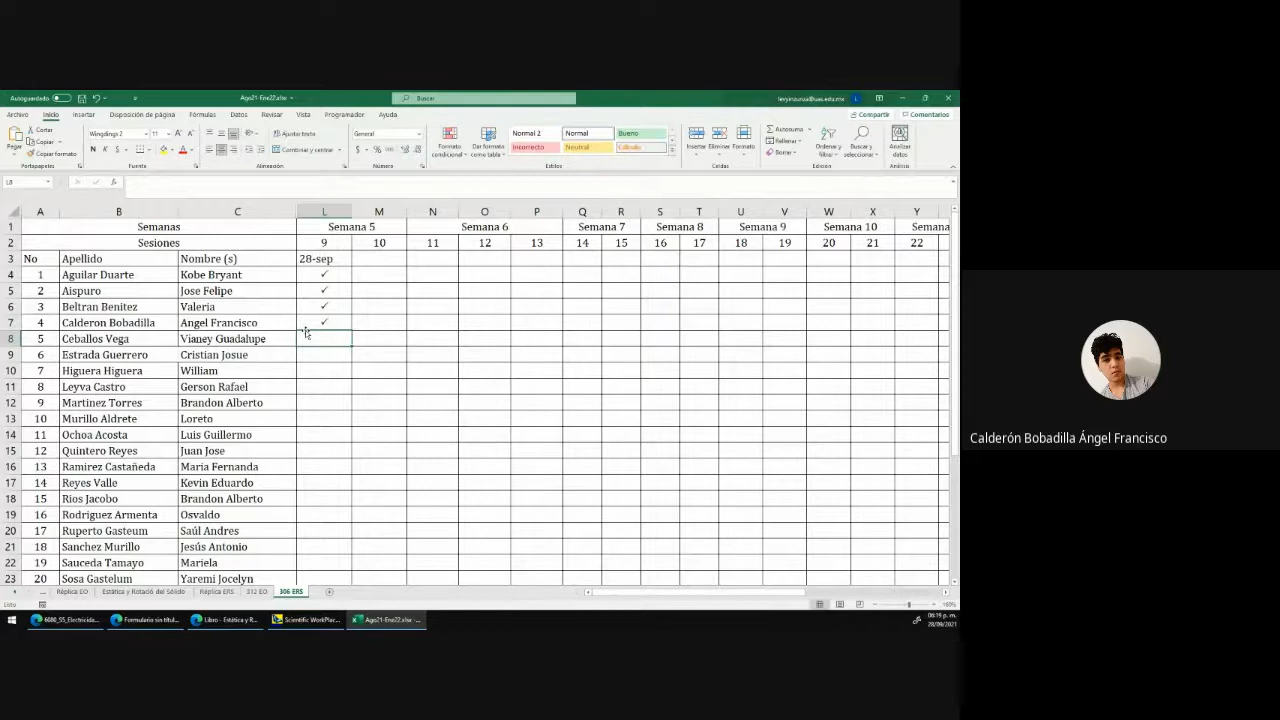 Autoguardado
Ago21-Ene22.xlsx
Buscar
Archivo Inicio Insertar Disposición de página Fórmulas Datos Revisar Vista Programador Ayuda
Compartir Comentarios
Pegar
Cortar
Copiar
Copiar formato
Portapapeles
Wingdings 2 11
N K S
Fuente
Ajustar texto
Combinar y centrar
Alineación
General
Número
Formato condicional
Dar formato como tabla
Normal 2 Normal Bueno
Incorrecto Neutral Cálculo
Estilos
Insertar Eliminar Formato
Celdas
Autosuma
Rellenar
Borrar
Ordenar y filtrar
Buscar y seleccionar
Edición
Analizar datos
Análisis
L8
A B C L M N O P Q R S T U V W X Y
1 Semanas Semana 5 Semana 6 Semana 7 Semana 8 Semana 9 Semana 10 Semana
2 Sesiones 9 10 11 12 13 14 15 16 17 18 19 20 21 22
3 No Apellido Nombre (s) 28-sep
4 1 Aguilar Duarte Kobe Bryant ✓
5 2 Aispuro Jose Felipe ✓
6 3 Beltran Benitez Valeria ✓
7 4 Calderon Bobadilla Angel Francisco ✓
8 5 Ceballos Vega Vianey Guadalupe
9 6 Estrada Guerrero Cristian Josue
10 7 Higuera Higuera William
11 8 Leyva Castro Gerson Rafael
12 9 Martinez Torres Brandon Alberto
13 10 Murillo Aldrete Loreto
14 11 Ochoa Acosta Luis Guillermo
15 12 Quintero Reyes Juan Jose
16 13 Ramirez Castañeda Maria Fernanda
17 14 Reyes Valle Kevin Eduardo
18 15 Rios Jacobo Brandon Alberto
19 16 Rodriguez Armenta Osvaldo
20 17 Ruperto Gasteum Saúl Andres
21 18 Sanchez Murillo Jesús Antonio
22 19 Sauceda Tamayo Mariela
23 20 Sosa Gastelum Yaremi Jocelyn
Calderón Bobadilla Ángel Francisco
... Réplica EO Estática y Rotació del Sólido Réplica ERS 312 EO 306 ERS
Listo
160%
6680_S5_Electricida... Formulario sin títul... Libro - Estática y R... Scientific WorkPlac... Ago21-Ene22.xlsx -...
06:19 p. m.
28/09/2021